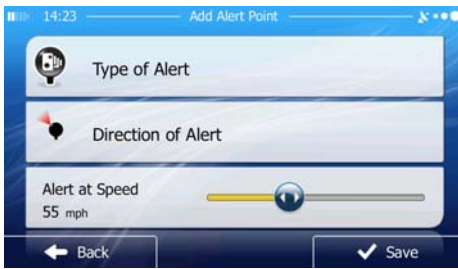 14:23 Add Alert Point
Type of Alert
Direction of Alert
Alert at Speed
55 mph
Back Save